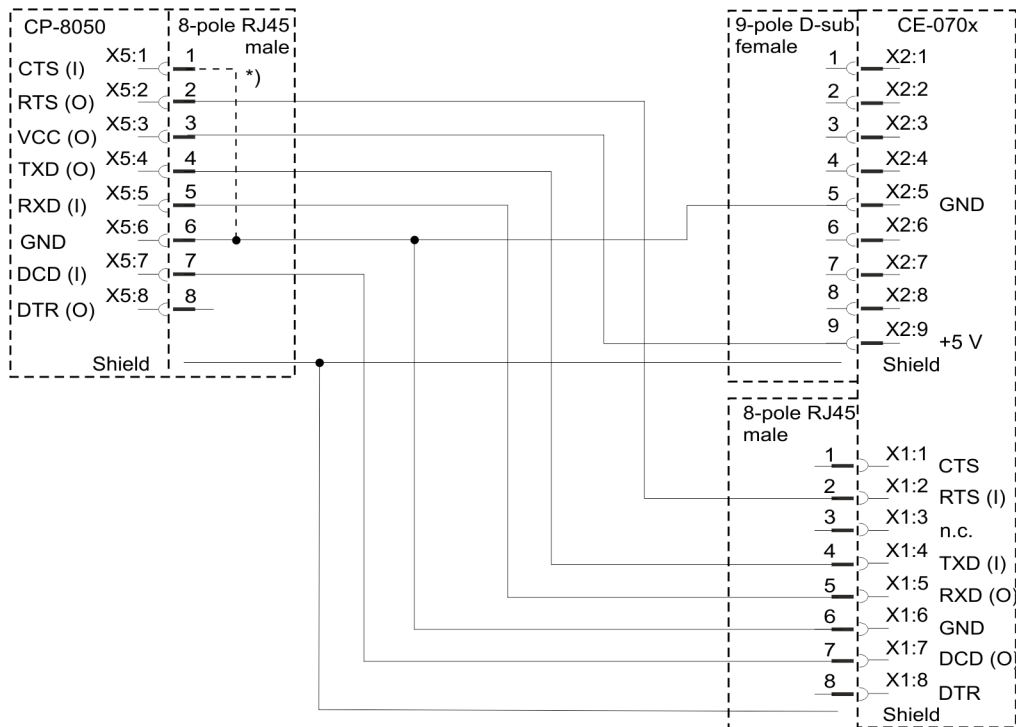 CP-8050
8-pole RJ45
male
*)
CTS (I) X5:1 1
RTS (O) X5:2 2
VCC (O) X5:3 3
TXD (O) X5:4 4
RXD (I) X5:5 5
GND X5:6 6
DCD (I) X5:7 7
DTR (O) X5:8 8
Shield
9-pole D-sub
female
CE-070x
1 X2:1
2 X2:2
3 X2:3
4 X2:4
5 X2:5 GND
6 X2:6
7 X2:7
8 X2:8
9 X2:9 +5 V
Shield
8-pole RJ45
male
1 X1:1 CTS
2 X1:2 RTS (I)
3 X1:3 n.c.
4 X1:4 TXD (I)
5 X1:5 RXD (O)
6 X1:6 GND
7 X1:7 DCD (O)
8 X1:8 DTR
Shield